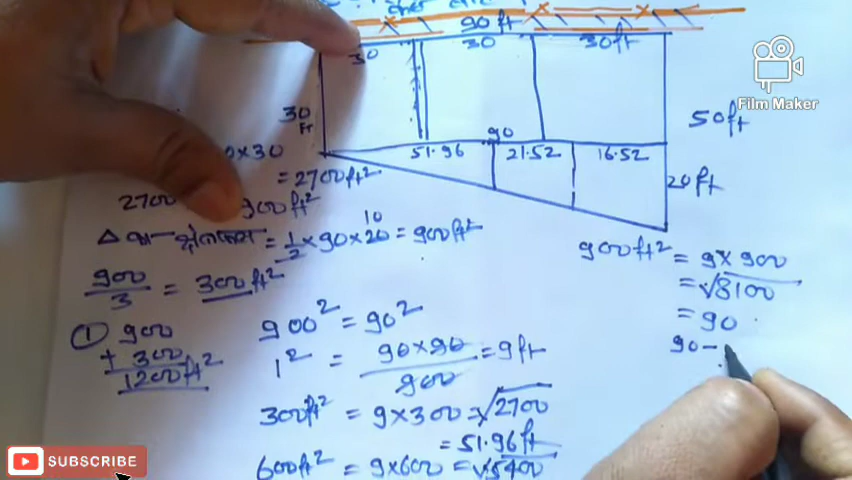 90 ft
30 30 30ft
Film Maker
30 Ft
50ft
90
51.96 21.52 16.52
20ft
= 2700ft²
2700
900ft²
= 1/2 × 90 × 20 10 = 900ft²
900/3 = 300ft²
① 900
+ 300
1200ft²
900² = 90²
1² = 90×90/900 = 9ft
300ft² = 9×300 = √2700
= 51.96ft
600ft² = 9×600 = √5400
900ft² = 9×900
= √8100
= 90
90-
SUBSCRIBE